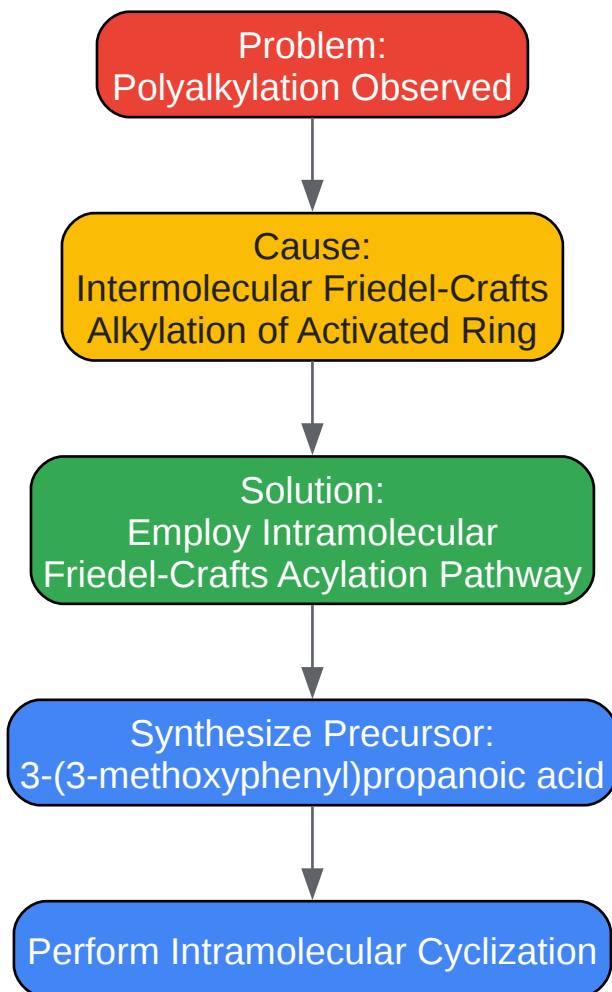 Problem:
Polyalkylation Observed
Cause:
Intermolecular Friedel-Crafts
Alkylation of Activated Ring
Solution:
Employ Intramolecular
Friedel-Crafts Acylation Pathway
Synthesize Precursor:
3-(3-methoxyphenyl)propanoic acid
Perform Intramolecular Cyclization